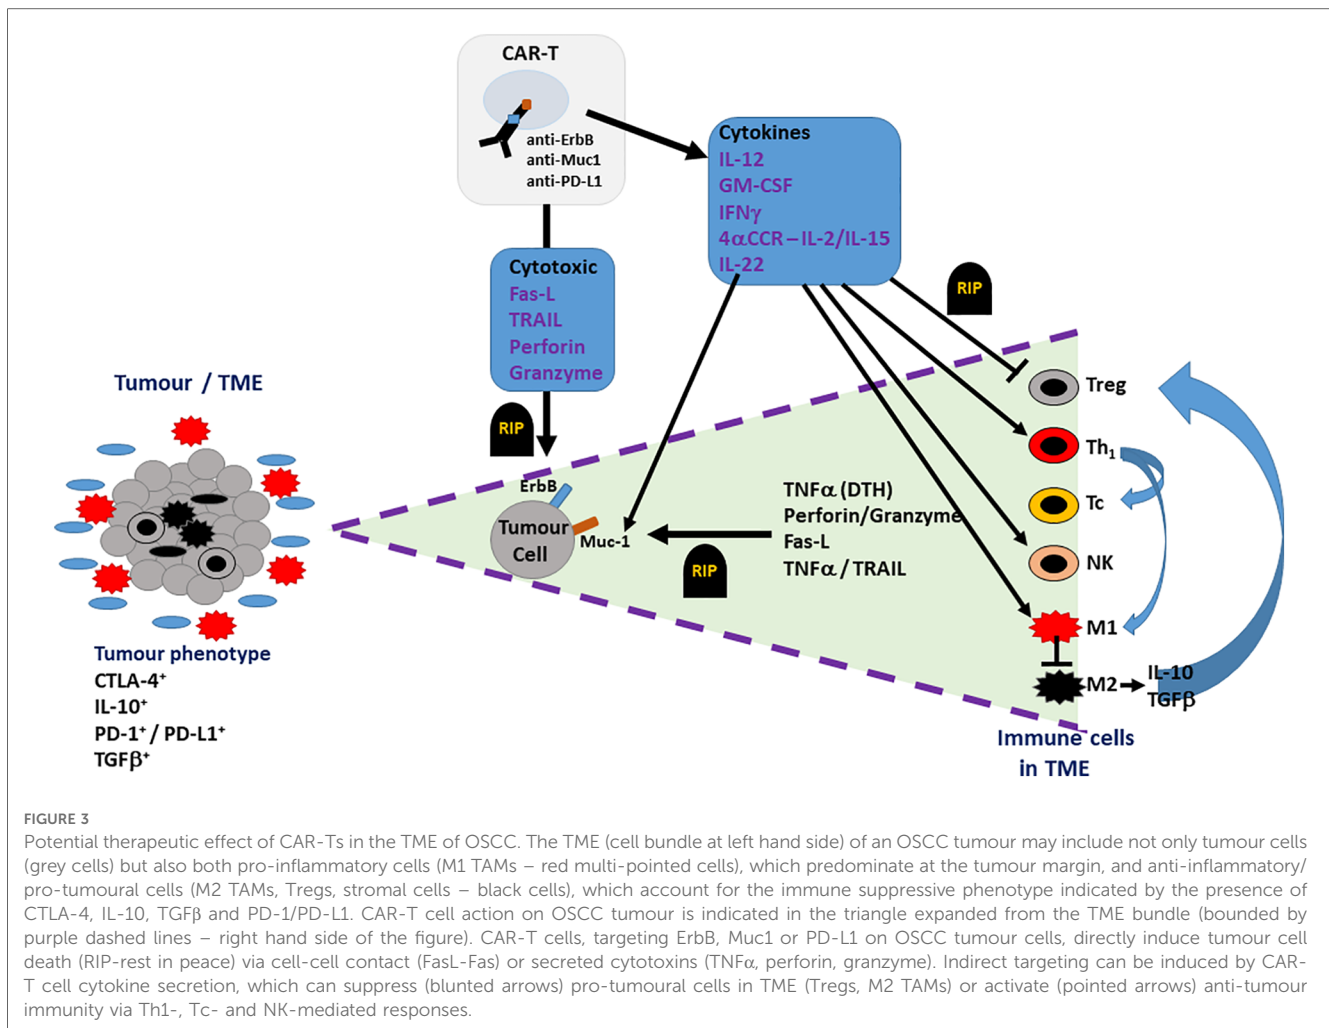 CAR-T
anti-ErbB
anti-Muc1
anti-PD-L1
Cytokines
IL-12
GM-CSF
IFNγ
4αCCR – IL-2/IL-15
IL-22
Cytotoxic
Fas-L
TRAIL
Perforin
Granzyme
RIP
RIP
Tumour / TME
Treg
Th₁
Tc
NK
M1
M2
IL-10
TGFβ
ErbB
Tumour
Cell
Muc-1
TNFα (DTH)
Perforin/Granzyme
Fas-L
TNFα / TRAIL
RIP
Tumour phenotype
CTLA-4⁺
IL-10⁺
PD-1⁺ / PD-L1⁺
TGFβ⁺
Immune cells
in TME
FIGURE 3
Potential therapeutic effect of CAR-Ts in the TME of OSCC. The TME (cell bundle at left hand side) of an OSCC tumour may include not only tumour cells
(grey cells) but also both pro-inflammatory cells (M1 TAMs – red multi-pointed cells), which predominate at the tumour margin, and anti-inflammatory/
pro-tumoural cells (M2 TAMs, Tregs, stromal cells – black cells), which account for the immune suppressive phenotype indicated by the presence of
CTLA-4, IL-10, TGFβ and PD-1/PD-L1. CAR-T cell action on OSCC tumour is indicated in the triangle expanded from the TME bundle (bounded by
purple dashed lines – right hand side of the figure). CAR-T cells, targeting ErbB, Muc1 or PD-L1 on OSCC tumour cells, directly induce tumour cell
death (RIP-rest in peace) via cell-cell contact (FasL-Fas) or secreted cytotoxins (TNFα, perforin, granzyme). Indirect targeting can be induced by CAR-
T cell cytokine secretion, which can suppress (blunted arrows) pro-tumoural cells in TME (Tregs, M2 TAMs) or activate (pointed arrows) anti-tumour
immunity via Th1-, Tc- and NK-mediated responses.